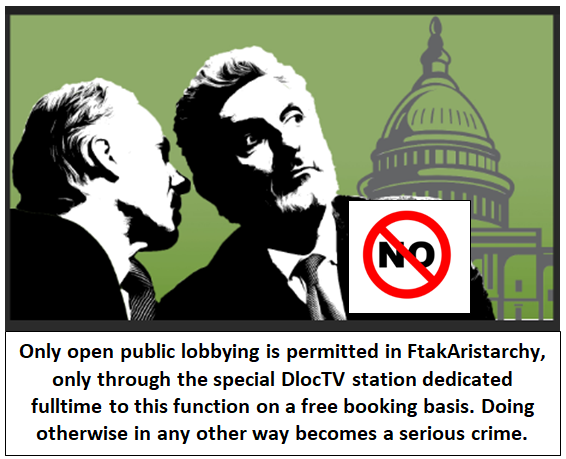 NO
Only open public lobbying is permitted in FtakAristarchy,
only through the special DlocTV station dedicated
fulltime to this function on a free booking basis. Doing
otherwise in any other way becomes a serious crime.